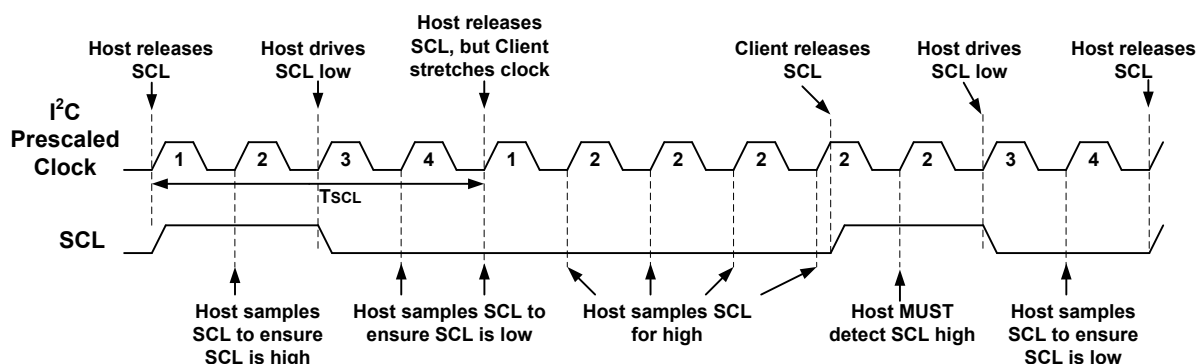 Host releases
SCL
Host drives
SCL low
Host releases
SCL, but Client
stretches clock
Client releases
SCL
Host drives
SCL low
Host releases
SCL
I²C
Prescaled
Clock
1 2 3 4 1 2 2 2 2 2 3 4
TSCL
SCL
Host samples
SCL to ensure
SCL is high
Host samples SCL to
ensure SCL is low
Host samples SCL
for high
Host MUST
detect SCL high
Host samples
SCL to ensure
SCL is low